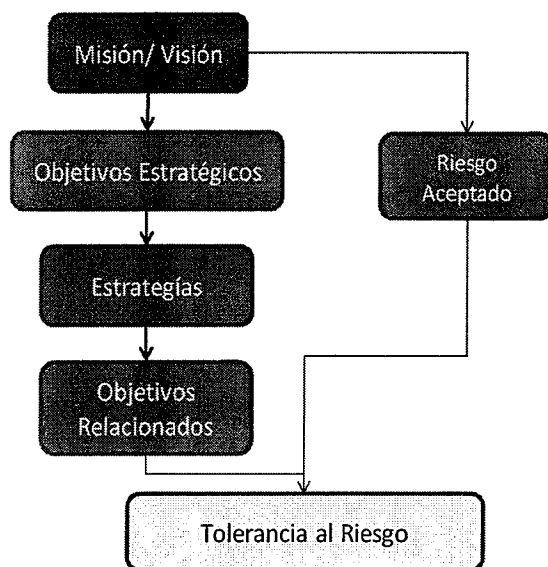 Misión/ Visión
Objetivos Estratégicos
Riesgo
Aceptado
Estrategías
Objetivos
Relacionados
Tolerancia al Riesgo